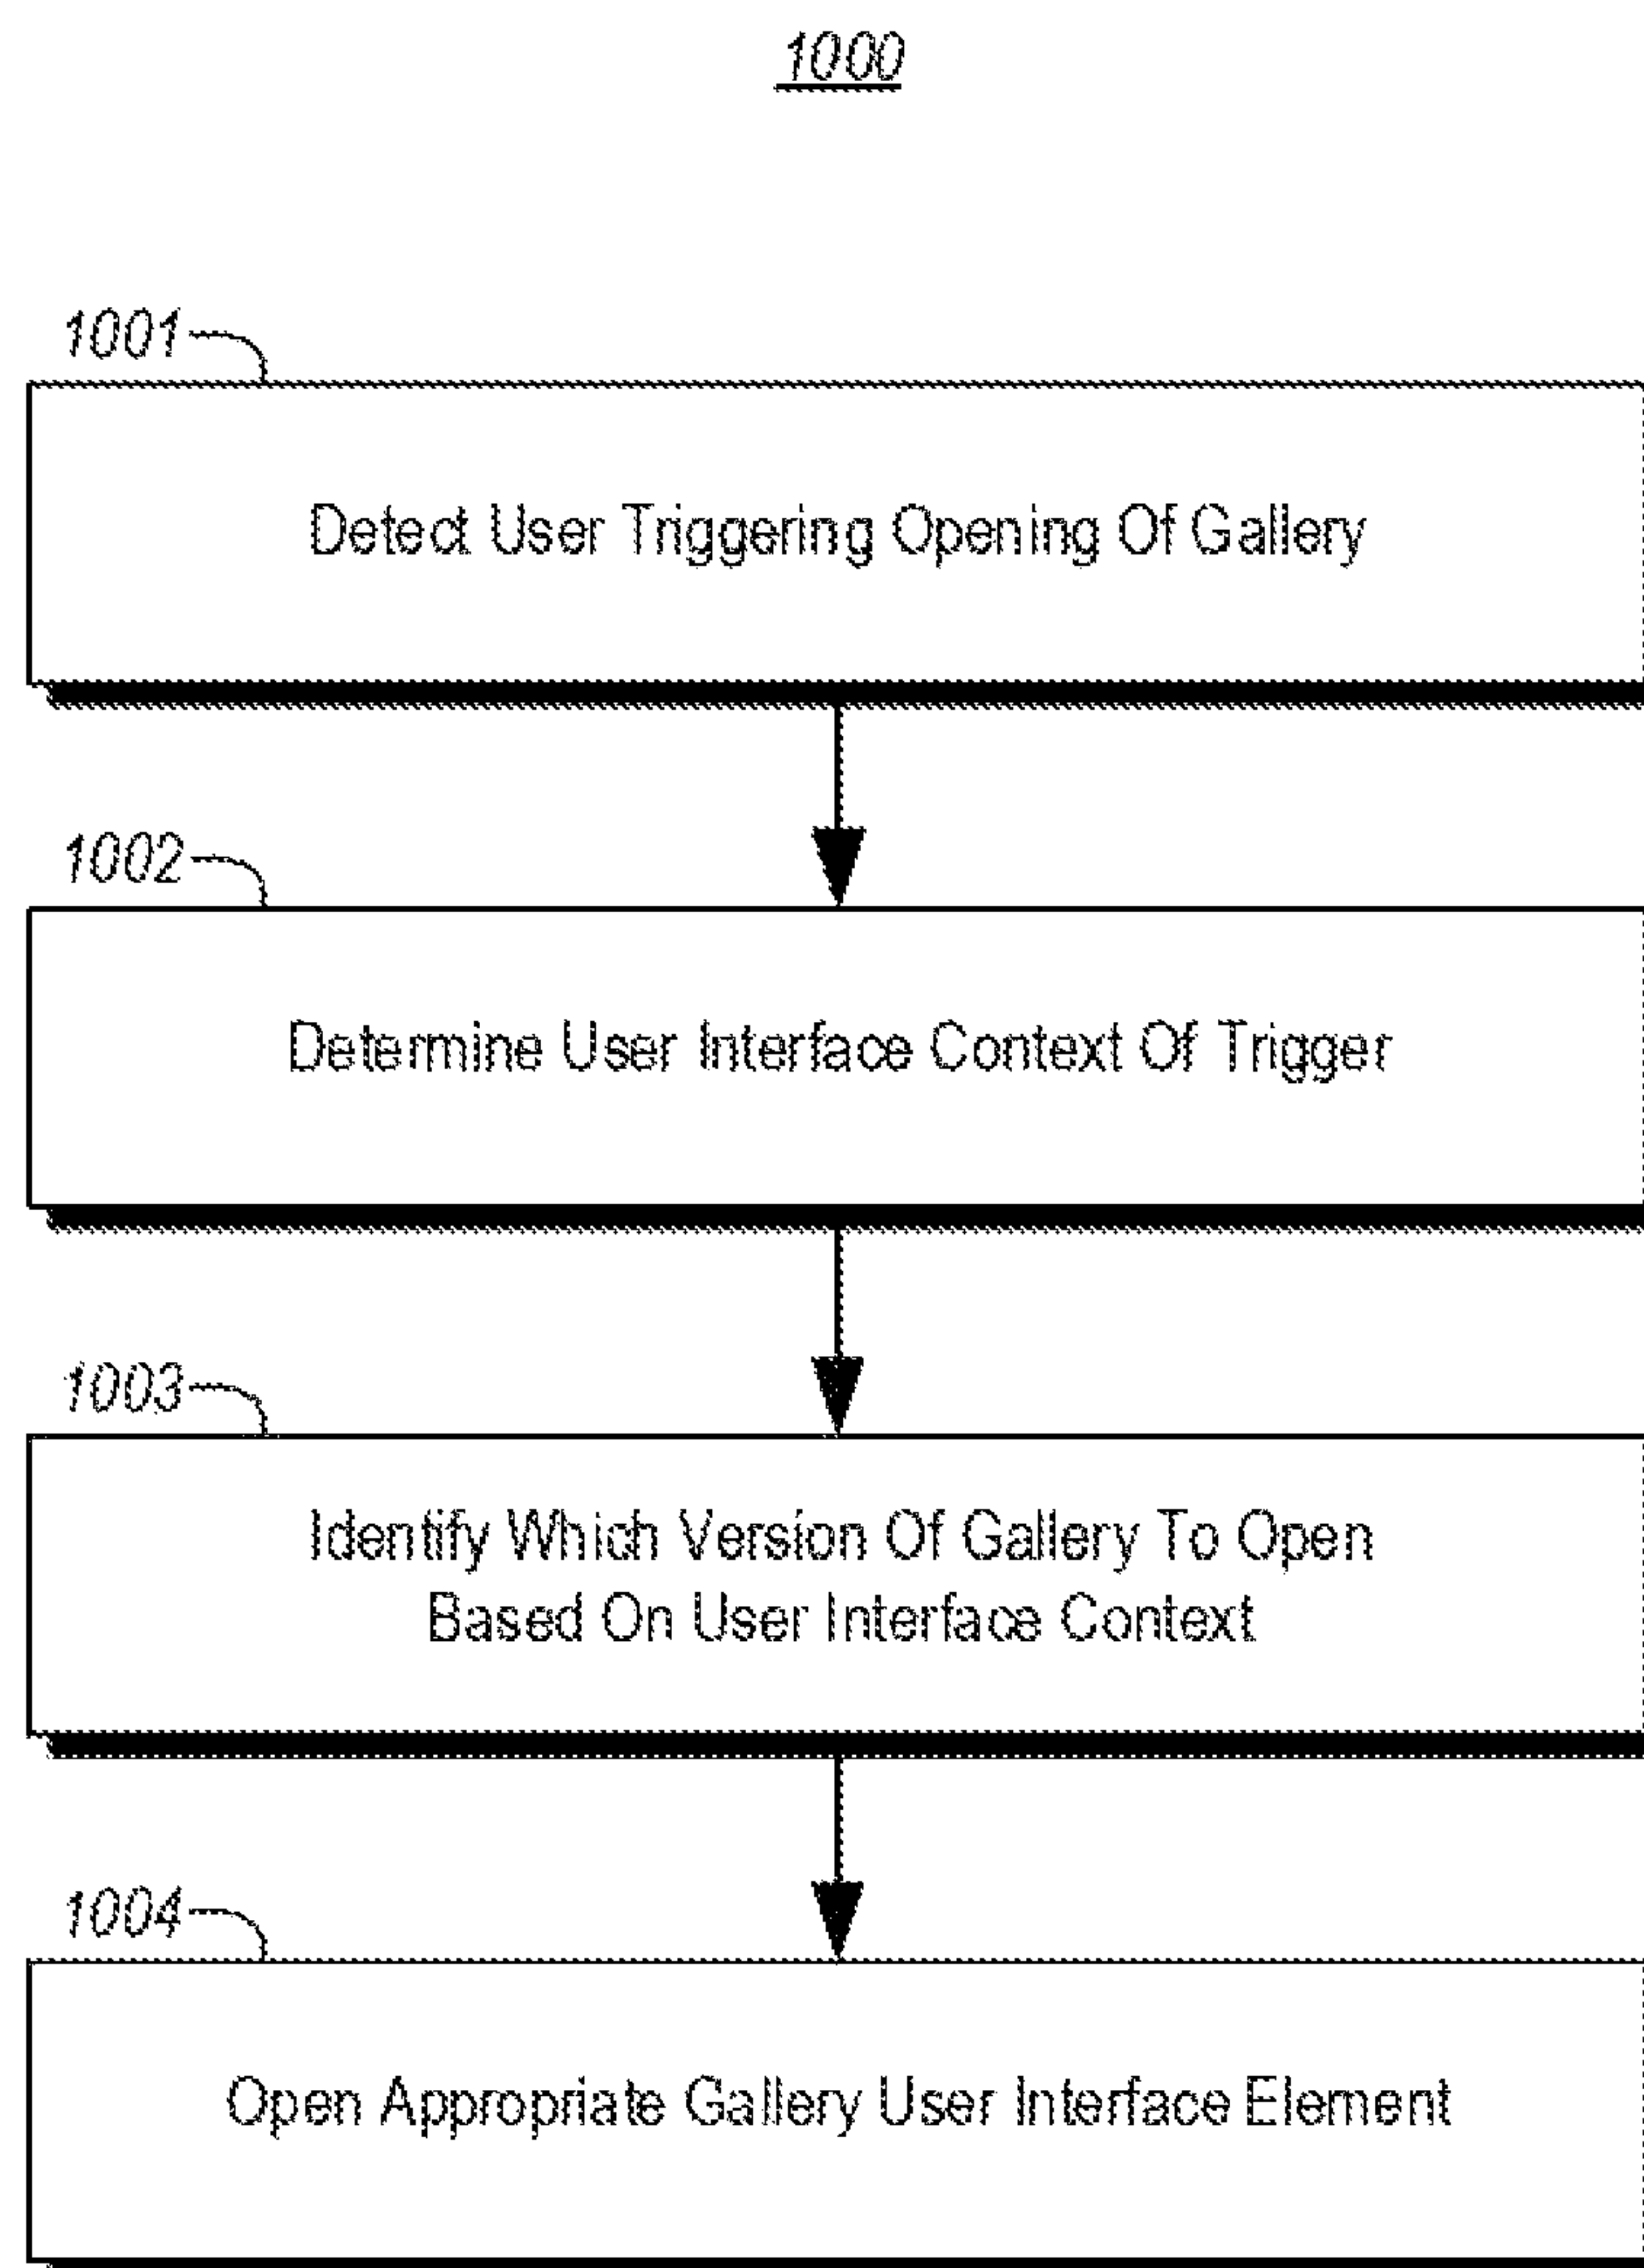 1000
1001
Detect User Triggering Opening Of Gallery
1002
Determine User Interface Context Of Trigger
1003
Identify Which Version Of Gallery To Open
Based On User Interface Context
1004
Open Appropriate Gallery User Interface Element